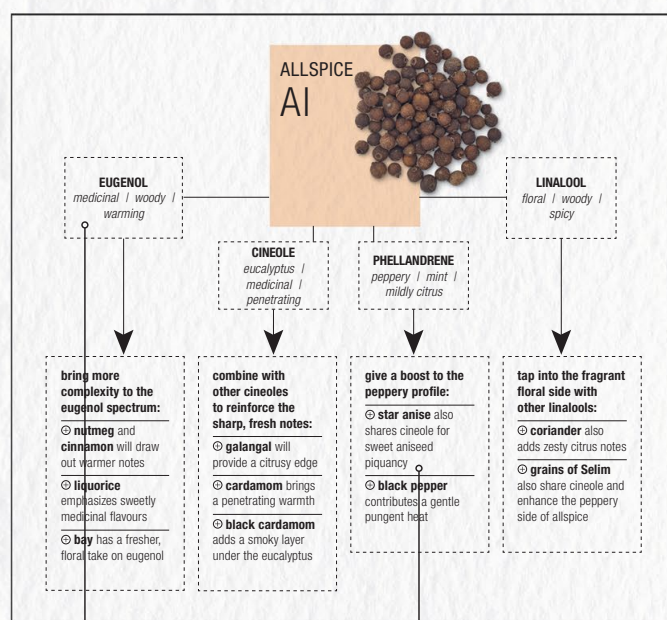 ALLSPICE
Al
EUGENOL
medicinal | woody |
warming
LINALOOL
floral | woody |
spicy
CINEOLE
eucalyptus |
medicinal |
penetrating
PHELLANDRENE
peppery | mint |
mildly citrus
bring more
complexity to the
eugenol spectrum:
⊕ nutmeg and
cinnamon will draw
out warmer notes
⊕ liquorice
emphasizes sweetly
medicinal flavours
⊕ bay has a fresher,
floral take on eugenol
combine with
other cineoles
to reinforce the
sharp, fresh notes:
⊕ galangal will
provide a citrusy edge
⊕ cardamom brings
a penetrating warmth
⊕ black cardamom
adds a smoky layer
under the eucalyptus
give a boost to the
peppery profile:
⊕ star anise also
shares cineole for
sweet aniseed
piquancy
⊕ black pepper
contributes a gentle
pungent heat
tap into the fragrant
floral side with
other linalools:
⊕ coriander also
adds zesty citrus notes
⊕ grains of Selim
also share cineole and
enhance the peppery
side of allspice